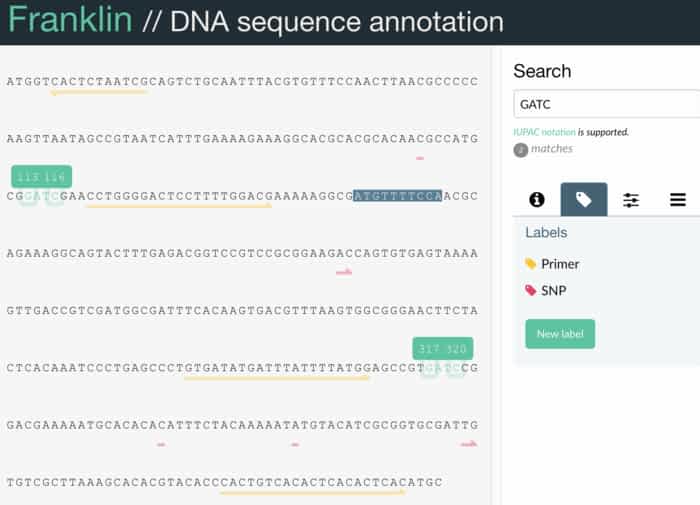 Franklin // DNA sequence annotation
Search
GATC
IUPAC notation is supported.
2 matches
Labels
Primer
SNP
New label
ATGGTCACTCTAATCGCAGTCTGCAATTTACGTGTTTCCAACTTAACGCCCCC
AAGTTAATAGCCGTAATCATTTGAAAAGAAAGGCACGCACGCACAACGCCATG
113 116
CGGATCGAACCTGGGGACTCCTTTTGGACGAAAAAGGCGATGTTTTCCAACGC
AGAAAGGCAGTACTTTGAGACGGTCCGTCCGCGGAAGACCAGTGTGAGTAAAA
GTTGACCGTCGATGGCGATTTCACAAGTGACGTTTAAGTGGCGGGAACTTCTA
317 320
CTCACAAATCCCTGAGCCCTGTGATATGATTTATTTTATGGAGCCGTGATCCG
GACGAAAAATGCACACACATTTCTACAAAAATATGTACATCGCGGTGCGATTG
TGTCGCTTAAAGCACACGTACACCCACTGTCACACTCACACTCACATGC